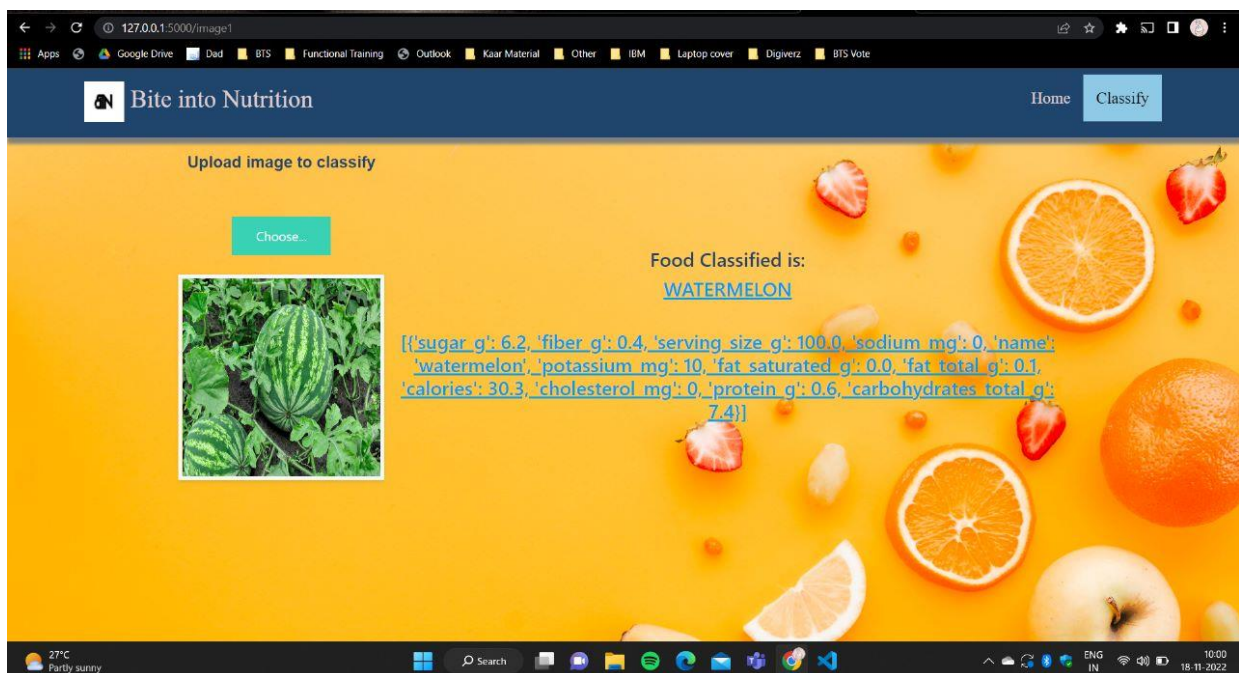 127.0.0.1:5000/image1
Apps Google Drive Dad BTS Functional Training Outlook Kaar Material Other IBM Laptop cover Digiverz BTS Vote
Bite into Nutrition Home Classify
Upload image to classify
Choose...
Food Classified is:
WATERMELON
[{'sugar_g': 6.2, 'fiber_g': 0.4, 'serving_size_g': 100.0, 'sodium_mg': 0, 'name':
'watermelon', 'potassium_mg': 10, 'fat_saturated_g': 0.0, 'fat_total_g': 0.1,
'calories': 30.3, 'cholesterol_mg': 0, 'protein_g': 0.6, 'carbohydrates_total_g':
7.4}]
27°C
Partly sunny
Search
ENG
IN
10:00
18-11-2022